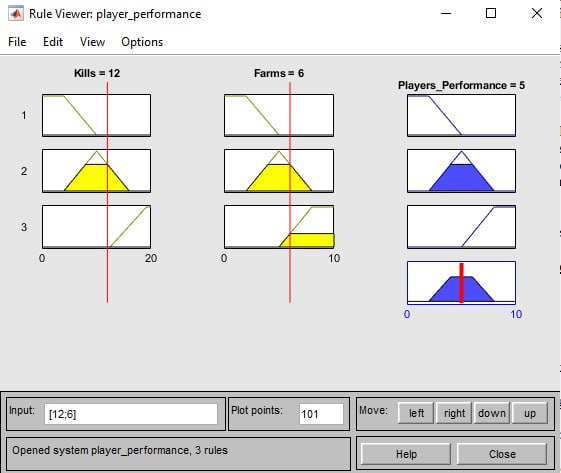 Rule Viewer: player_performance
File Edit View Options
Kills = 12
Farms = 6
Players_Performance = 5
1
2
3
0 20
0 10
0 10
Input: [12;6]
Plot points: 101
Move: left right down up
Opened system player_performance, 3 rules
Help Close